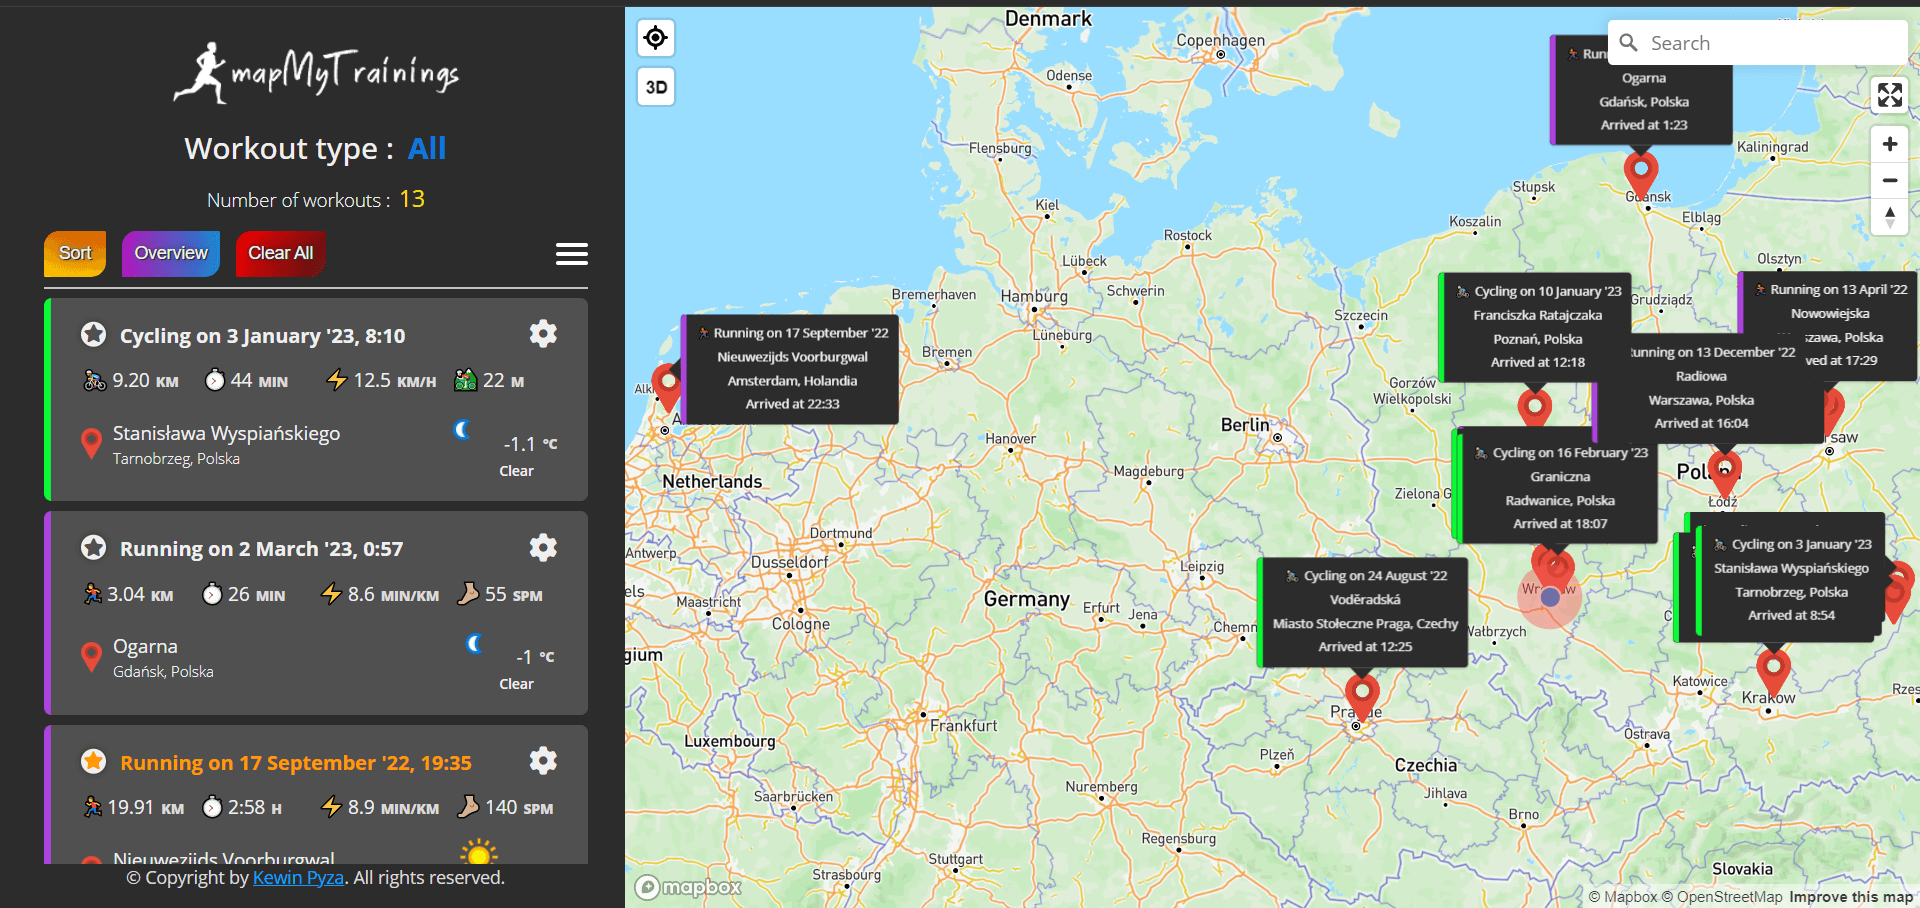 mapMyTrainings
Workout type : All
Number of workouts : 13
Sort
Overview
Clear All
Cycling on 3 January '23, 8:10
9.20 KM
44 MIN
12.5 KM/H
22 M
Stanisława Wyspiańskiego
Tarnobrzeg, Polska
-1.1 °C
Clear
Running on 2 March '23, 0:57
3.04 KM
26 MIN
8.6 MIN/KM
55 SPM
Ogarna
Gdańsk, Polska
-1 °C
Clear
Running on 17 September '22, 19:35
19.91 KM
2:58 H
8.9 MIN/KM
140 SPM
Nieuwezijds Voorburgwal
© Copyright by Kewin Pyza. All rights reserved.
3D
Search
Denmark
Copenhagen
Odense
Flensburg
Kiel
Rostock
Lübeck
Hamburg
Schwerin
Bremerhaven
Lüneburg
Bremen
Szczecin
Słupsk
Koszalin
Gdańsk
Kaliningrad
Elbląg
Olsztyn
Grudziądz
Gorzów
Wielkopolski
Berlin
Hanover
Magdeburg
Netherlands
Zielona G
Łódź
Dortmund
Dusseldorf
Antwerp
Maastricht
Cologne
Leipzig
Germany
Erfurt
Jena
Chemn
Wałbrzych
gium
els
Katowice
Krakow
Rzes
Frankfurt
Luxembourg
Prague
Plzeň
Ostrava
Czechia
Nuremberg
Saarbrücken
Jihlava
Brno
Regensburg
Stuttgart
Strasbourg
Slovakia
Run
Ogarna
Gdańsk, Polska
Arrived at 1:23
Running on 17 September '22
Nieuwezijds Voorburgwal
Amsterdam, Holandia
Arrived at 22:33
Cycling on 10 January '23
Franciszka Ratajczaka
Poznań, Polska
Arrived at 12:18
Running on 13 April '22
Nowowiejska
szawa, Polska
ved at 17:29
unning on 13 December '22
Radiowa
Warszawa, Polska
Arrived at 16:04
Cycling on 16 February '23
Graniczna
Radwanice, Polska
Arrived at 18:07
Cycling on 24 August '22
Voděradská
Miasto Stołeczne Praga, Czechy
Arrived at 12:25
Cycling on 3 January '23
Stanisława Wyspiańskiego
Tarnobrzeg, Polska
Arrived at 8:54
mapbox
© Mapbox © OpenStreetMap Improve this map